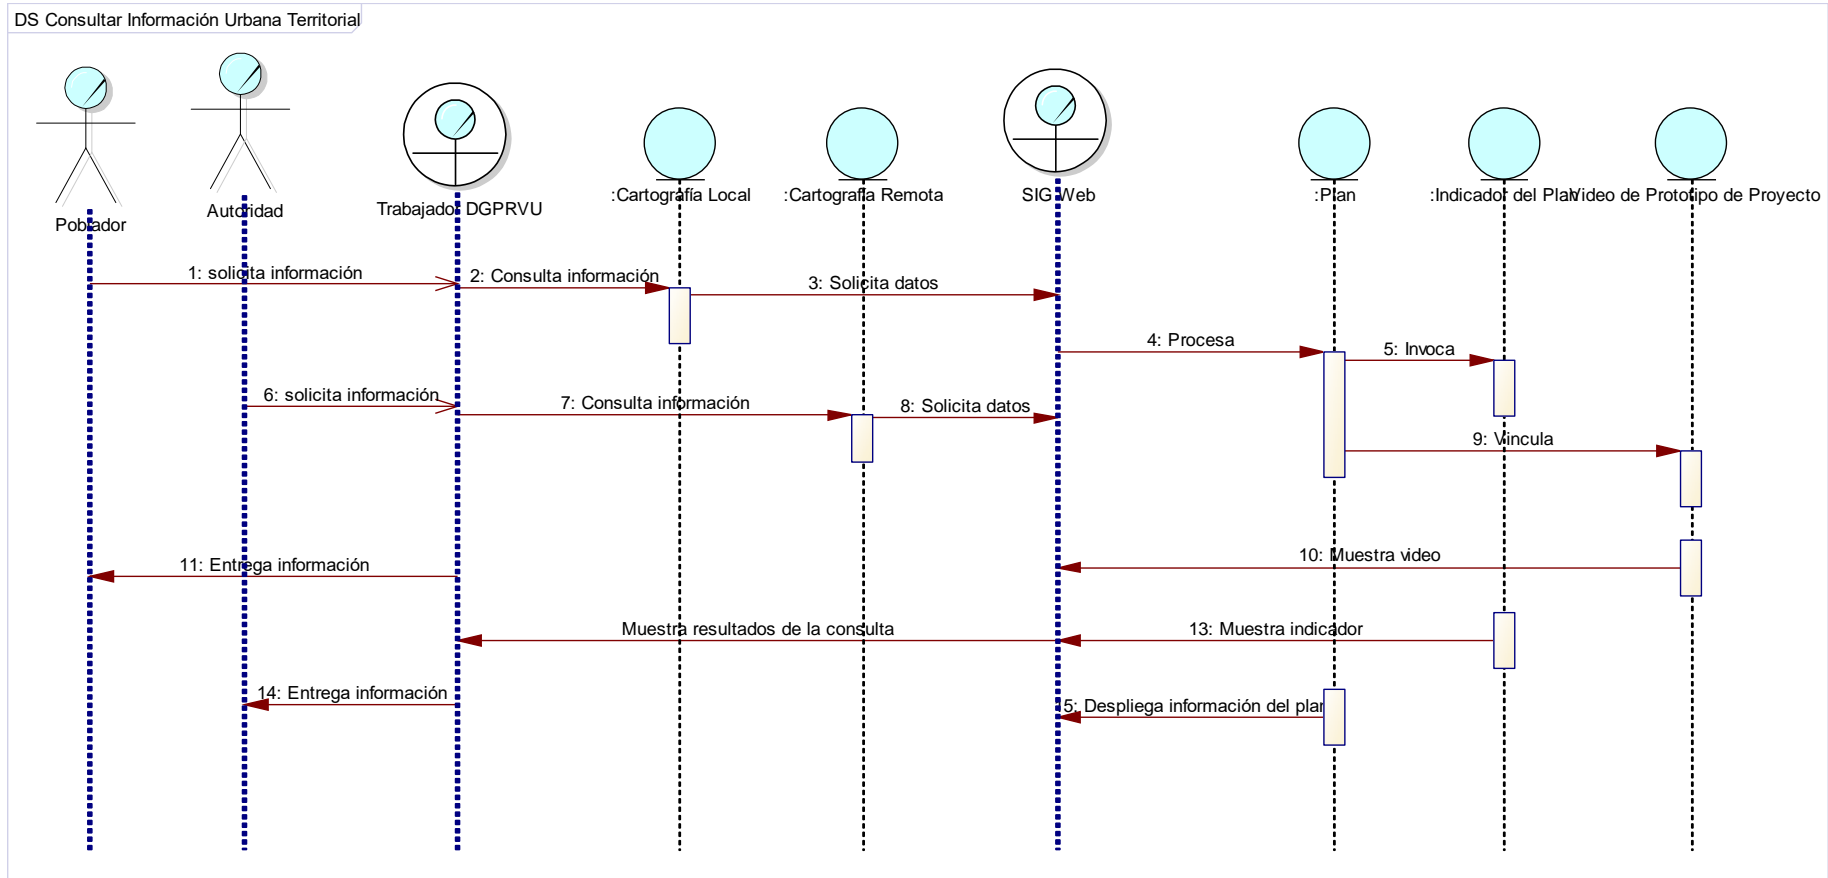 DS Consultar Información Urbana Territorial
Poblador
Autoridad
Trabajador DGPRVU
:Cartografía Local
:Cartografía Remota
SIG Web
:Plan
:Indicador del Plan
Video de Prototipo de Proyecto
1: solicita información
2: Consulta información
3: Solicita datos
4: Procesa
5: Invoca
6: solicita información
7: Consulta información
8: Solicita datos
9: Vincula
10: Muestra video
11: Entrega información
Muestra resultados de la consulta
13: Muestra indicador
14: Entrega información
5: Despliega información del plan